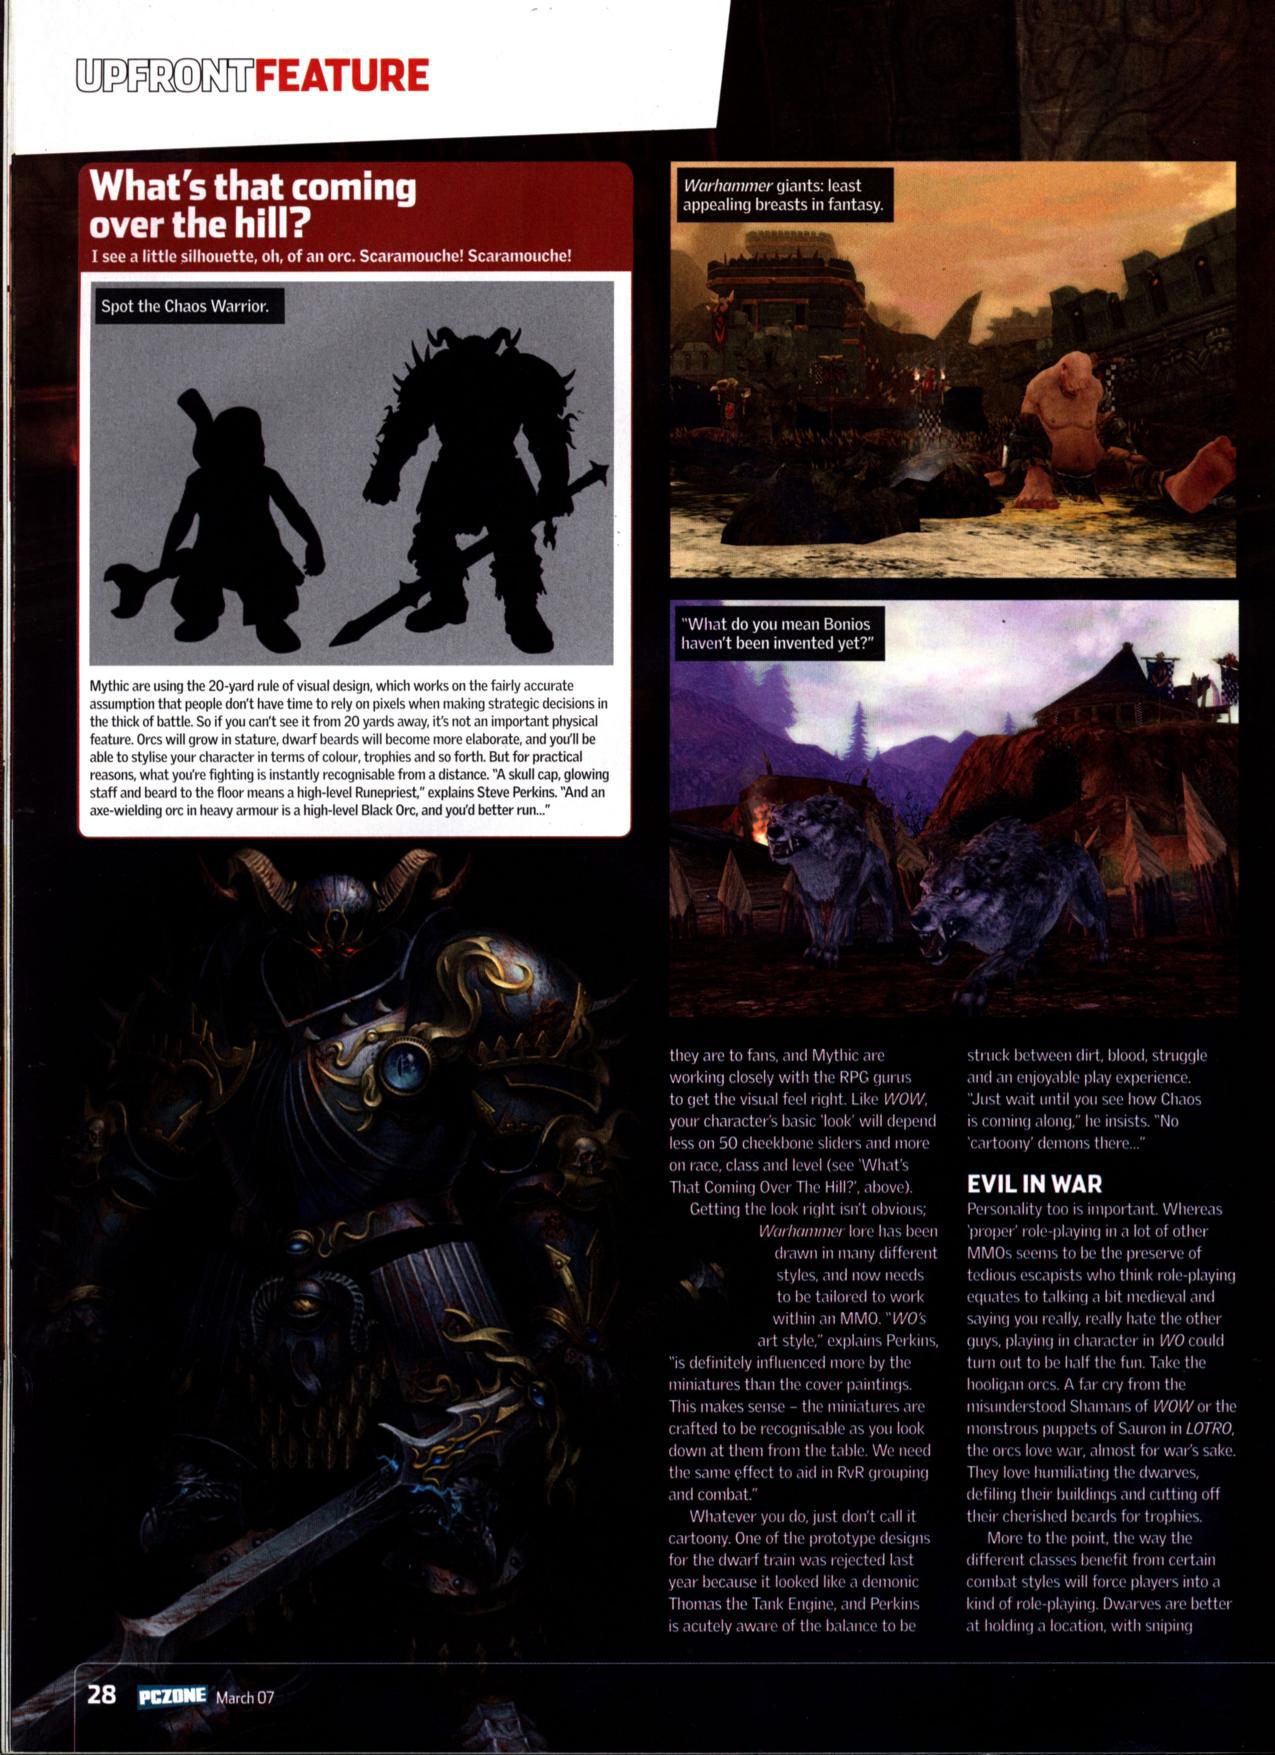 UPFRONTFEATURE
What's that coming
over the hill?
I see a little silhouette, oh, of an orc. Scaramouche! Scaramouche!
Spot the Chaos Warrior.
Mythic are using the 20-yard rule of visual design, which works on the fairly accurate
assumption that people don't have time to rely on pixels when making strategic decisions in
the thick of battle. So if you can't see it from 20 yards away, it's not an important physical
feature. Orcs will grow in stature, dwarf beards will become more elaborate, and you'll be
able to stylise your character in terms of colour, trophies and so forth. But for practical
reasons, what you're fighting is instantly recognisable from a distance. "A skull cap, glowing
staff and beard to the floor means a high-level Runepriest," explains Steve Perkins. "And an
axe-wielding orc in heavy armour is a high-level Black Orc, and you'd better run..."
Warhammer giants: least
appealing breasts in fantasy.
"What do you mean Bonios
haven't been invented yet?"
they are to fans, and Mythic are
working closely with the RPG gurus
to get the visual feel right. Like WOW,
your character's basic 'look' will depend
less on 50 cheekbone sliders and more
on race, class and level (see 'What's
That Coming Over The Hill?', above).
Getting the look right isn't obvious;
Warhammer lore has been
drawn in many different
styles, and now needs
to be tailored to work
within an MMO. "WO's
art style," explains Perkins,
"is definitely influenced more by the
miniatures than the cover paintings.
This makes sense – the miniatures are
crafted to be recognisable as you look
down at them from the table. We need
the same effect to aid in RvR grouping
and combat."
Whatever you do, just don't call it
cartoony. One of the prototype designs
for the dwarf train was rejected last
year because it looked like a demonic
Thomas the Tank Engine, and Perkins
is acutely aware of the balance to be
struck between dirt, blood, struggle
and an enjoyable play experience.
"Just wait until you see how Chaos
is coming along," he insists. "No
'cartoony' demons there..."
EVIL IN WAR
Personality too is important. Whereas
'proper' role-playing in a lot of other
MMOs seems to be the preserve of
tedious escapists who think role-playing
equates to talking a bit medieval and
saying you really, really hate the other
guys, playing in character in WO could
turn out to be half the fun. Take the
hooligan orcs. A far cry from the
misunderstood Shamans of WOW or the
monstrous puppets of Sauron in LOTRO,
the orcs love war, almost for war's sake.
They love humiliating the dwarves,
defiling their buildings and cutting off
their cherished beards for trophies.
More to the point, the way the
different classes benefit from certain
combat styles will force players into a
kind of role-playing. Dwarves are better
at holding a location, with sniping
28 PCZONE March 07